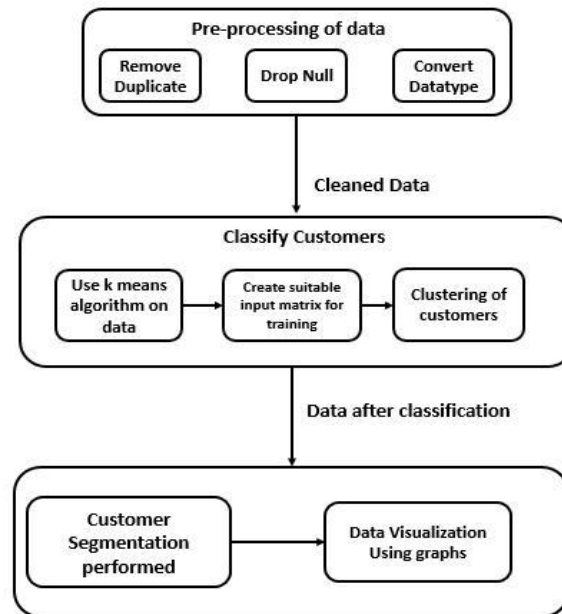 Pre-processing of data
Remove
Duplicate
Drop Null
Convert
Datatype
Cleaned Data
Classify Customers
Use k means
algorithm on
data
Create suitable
input matrix for
training
Clustering of
customers
Data after classification
Customer
Segmentation
performed
Data Visualization
Using graphs